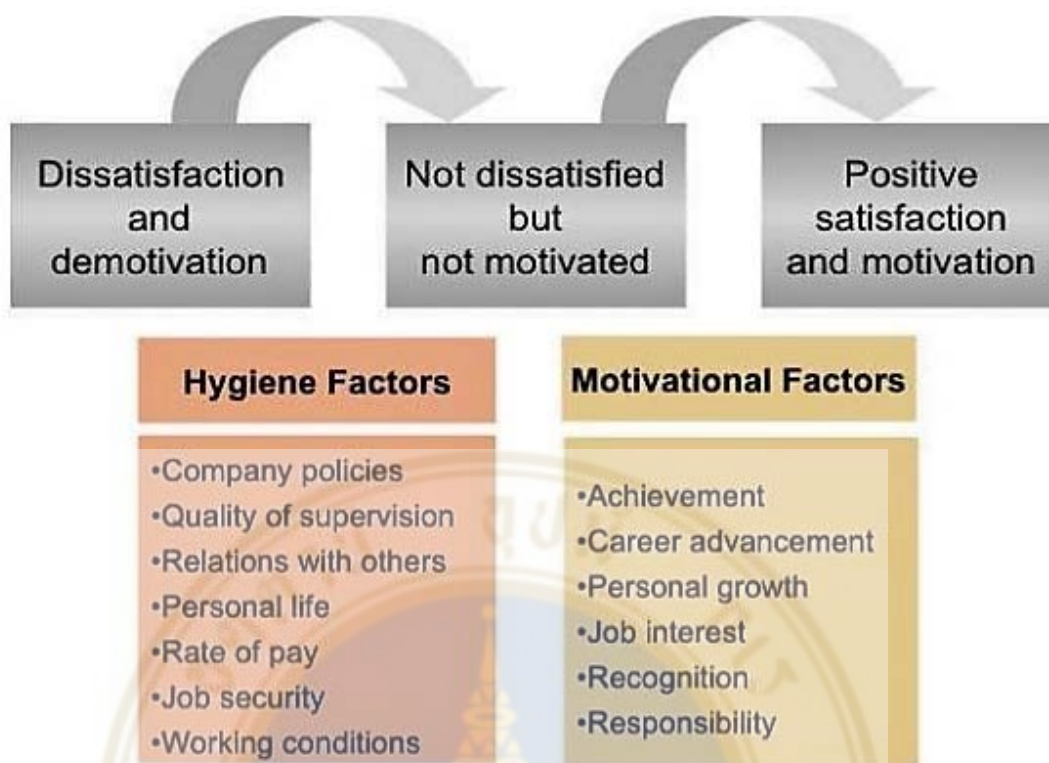 Dissatisfaction
and
demotivation
Not dissatisfied
but
not motivated
Positive
satisfaction
and motivation
Hygiene Factors
•Company policies
•Quality of supervision
•Relations with others
•Personal life
•Rate of pay
•Job security
•Working conditions
Motivational Factors
•Achievement
•Career advancement
•Personal growth
•Job interest
•Recognition
•Responsibility